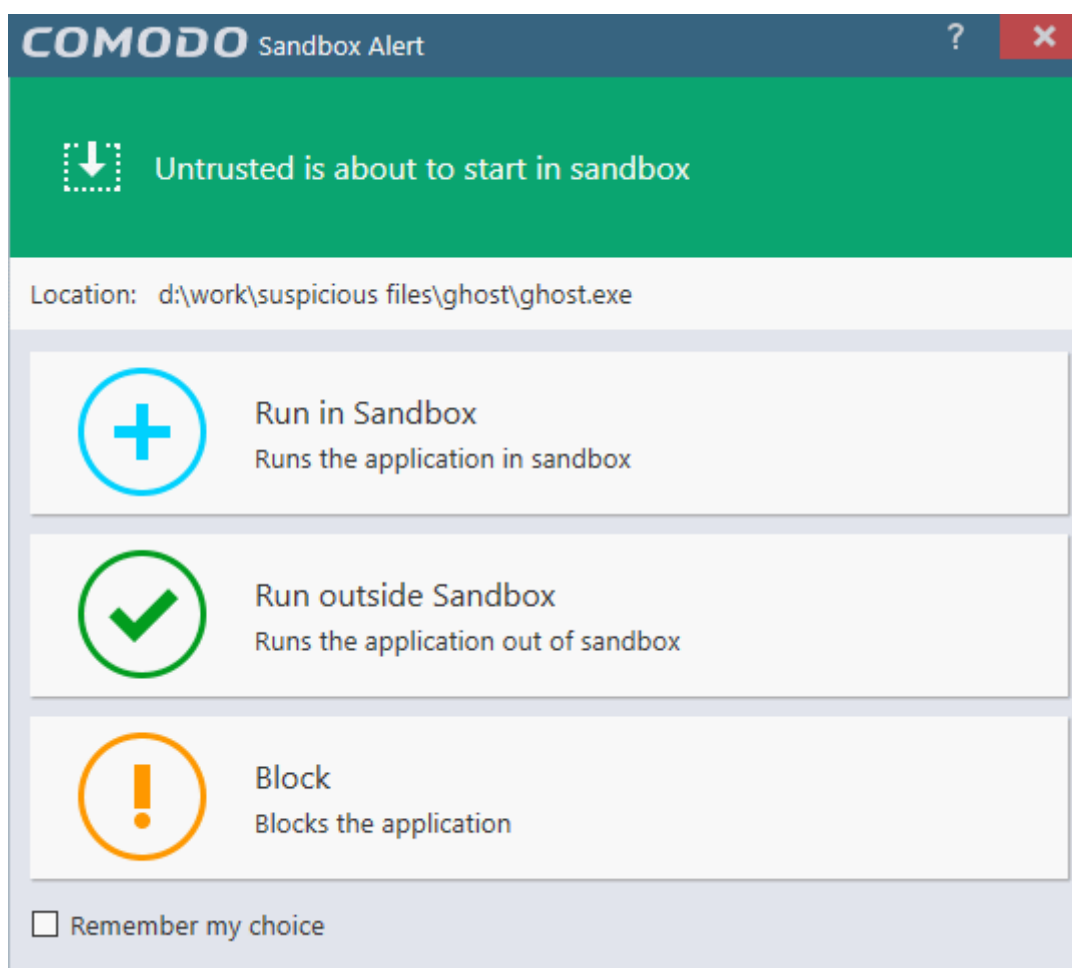 COMODO Sandbox Alert ?
Untrusted is about to start in sandbox
Location: d:\work\suspicious files\ghost\ghost.exe
Run in Sandbox
Runs the application in sandbox
Run outside Sandbox
Runs the application out of sandbox
Block
Blocks the application
Remember my choice